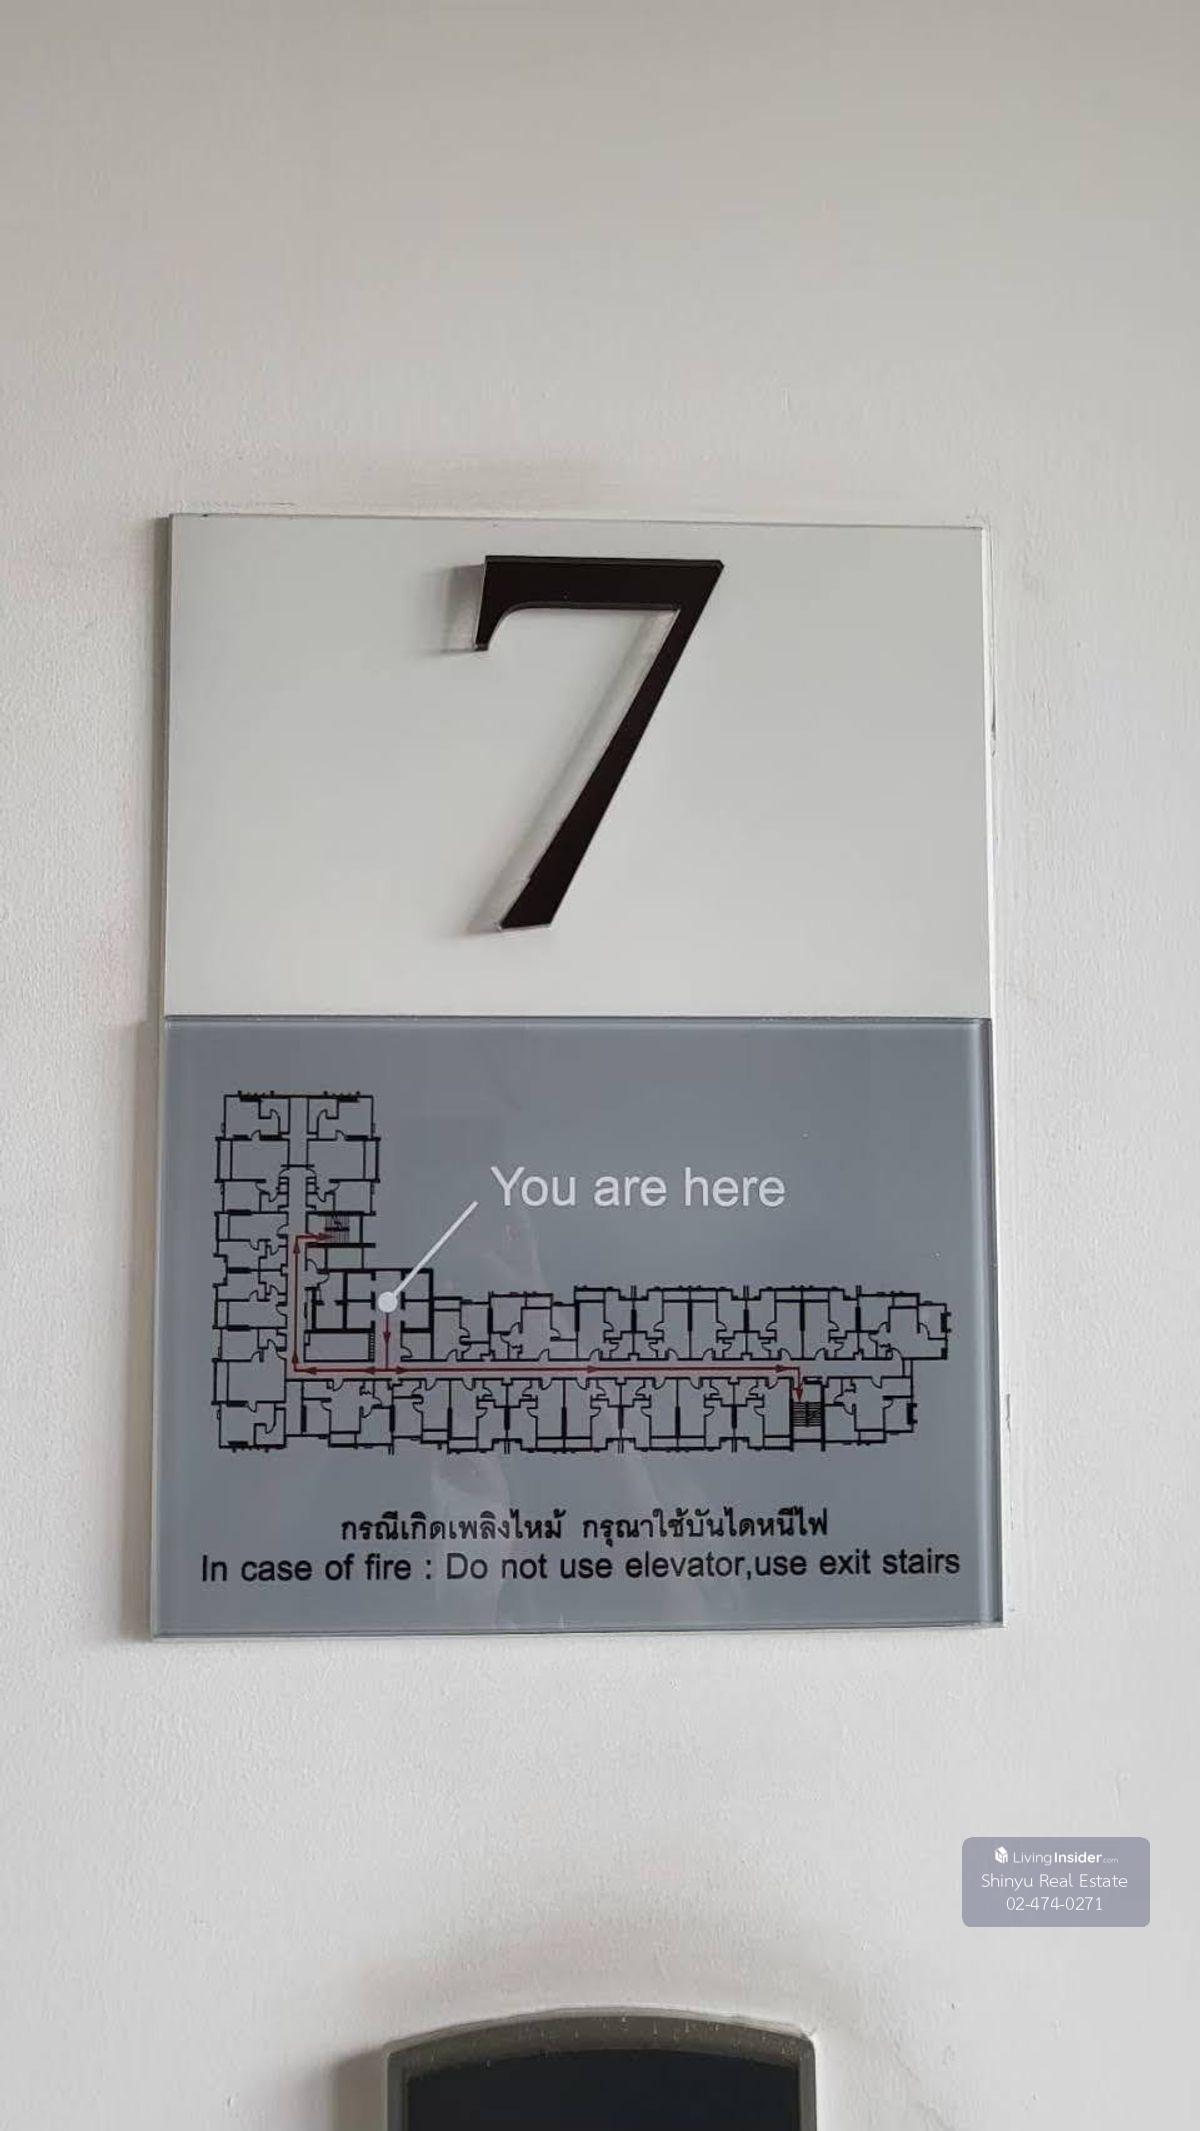 7
You are here
กรณีเกิดเพลิงไหม้ กรุณาใช้บันไดหนีไฟ
In case of fire : Do not use elevator,use exit stairs
LivingInsider.com
Shinyu Real Estate
02-474-0271